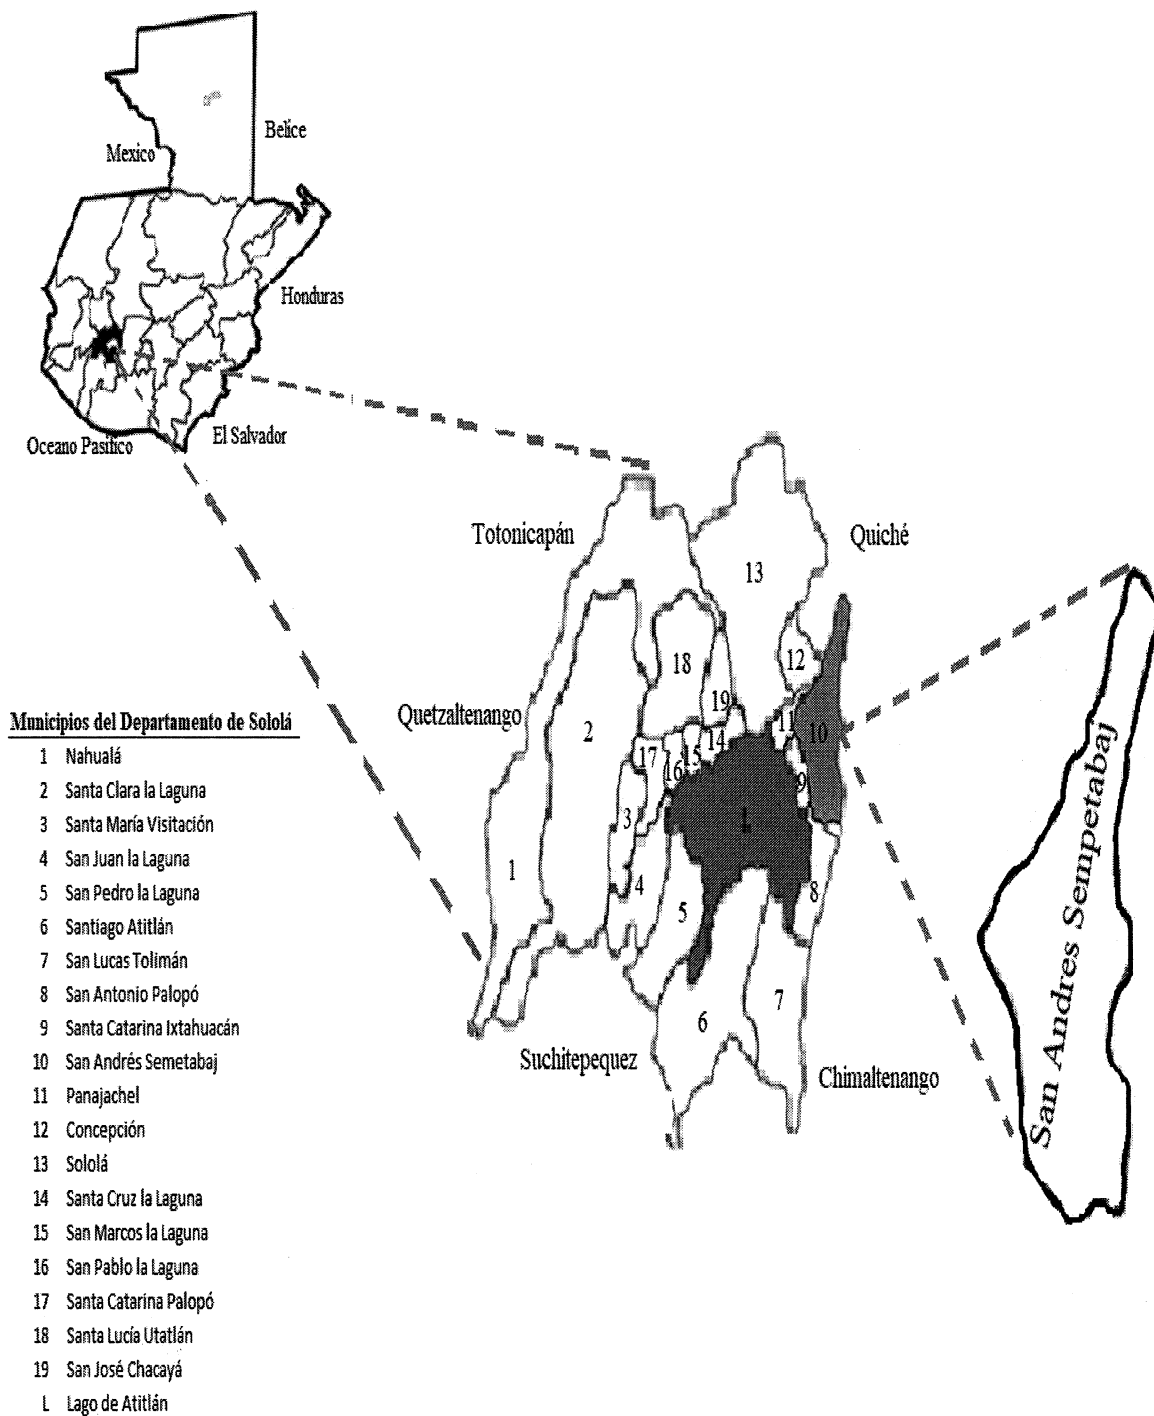 Belice
Mexico
Honduras
El Salvador
Oceano Pasifico
Totonicapán
Quiché
13
12
18
19
Quetzaltenango
11
10
2
14
17
15
16
9
3
L
1
4
8
5
7
6
Suchitepequez
Chimaltenango
San Andres Sempetabaj
Municipios del Departamento de Sololá
1 Nahualá
2 Santa Clara la Laguna
3 Santa María Visitación
4 San Juan la Laguna
5 San Pedro la Laguna
6 Santiago Atitlán
7 San Lucas Tolimán
8 San Antonio Palopó
9 Santa Catarina Ixtahuacán
10 San Andrés Semetabaj
11 Panajachel
12 Concepción
13 Sololá
14 Santa Cruz la Laguna
15 San Marcos la Laguna
16 San Pablo la Laguna
17 Santa Catarina Palopó
18 Santa Lucía Utatlán
19 San José Chacayá
L Lago de Atitlán